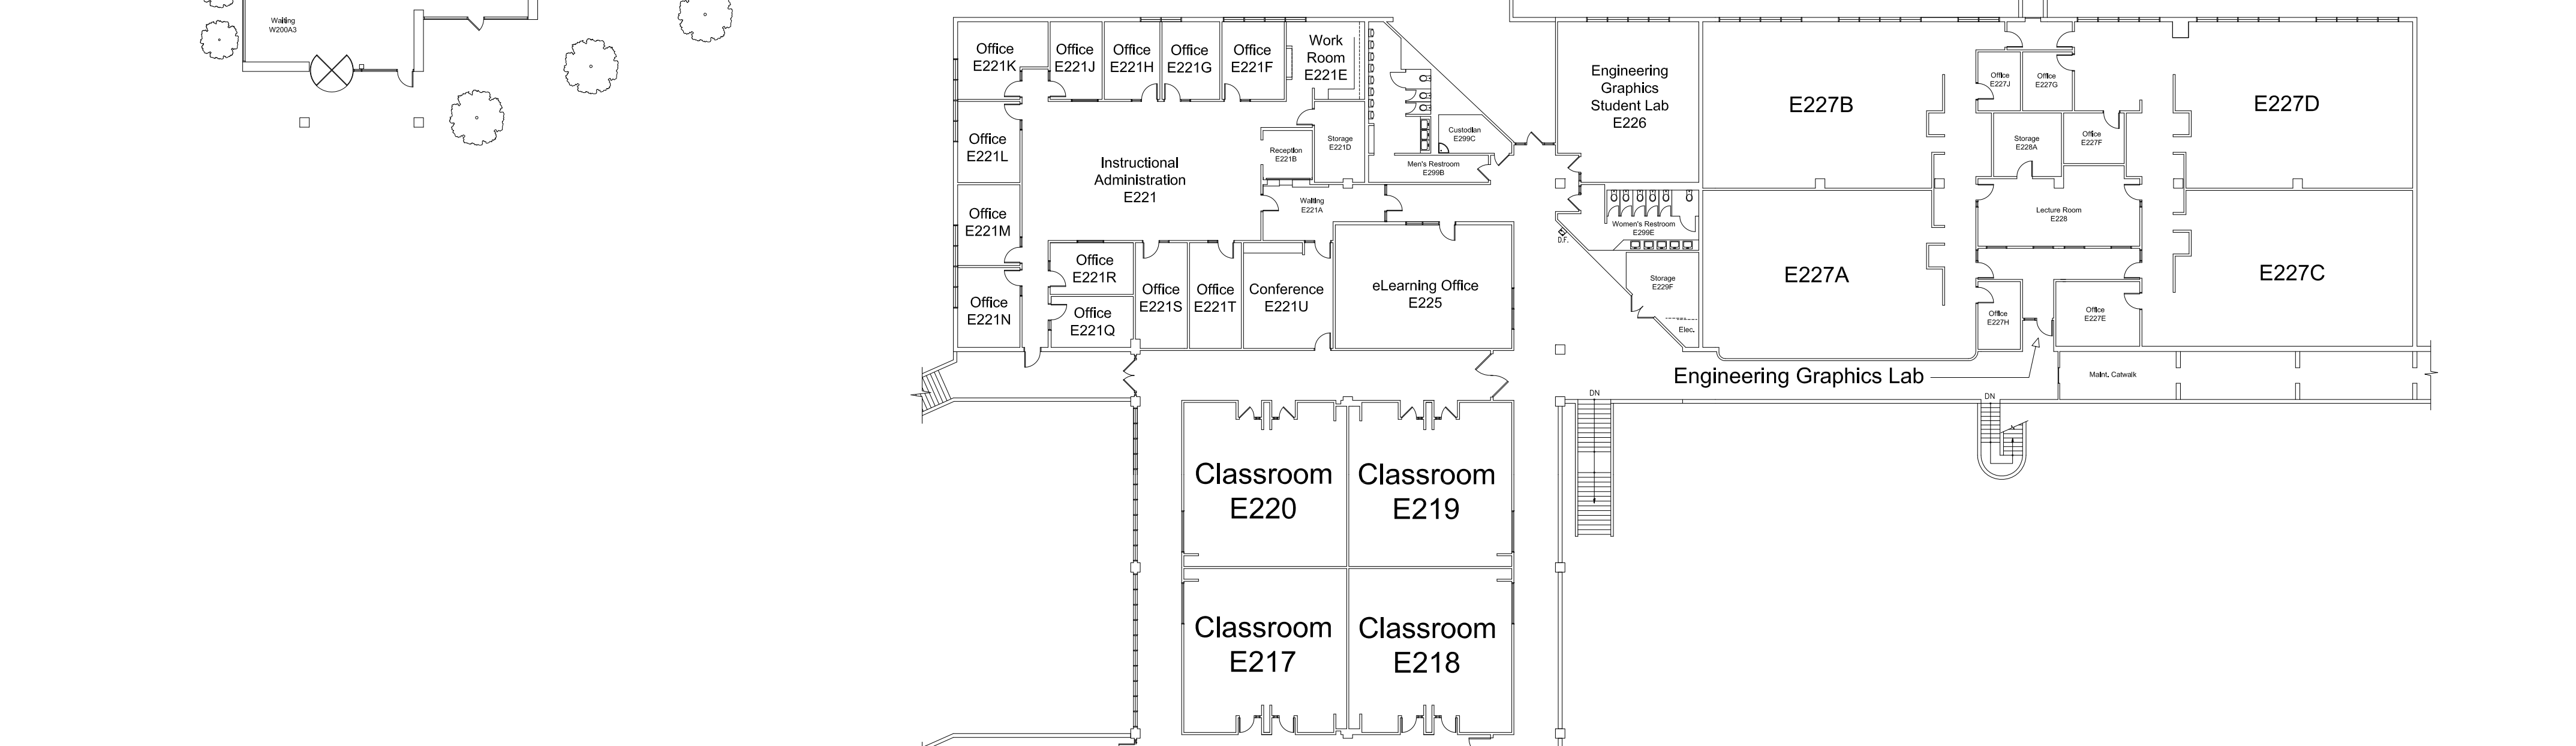 Waiting
W200A3
Office
E221K
Office
E221J
Office
E221H
Office
E221G
Office
E221F
Work
Room
E221E
Office
E221L
Instructional
Administration
E221
Reception
E221B
Storage
E221D
Custodian
E299C
Men's Restroom
E299B
Waiting
E221A
Office
E221M
Office
E221N
Office
E221R
Office
E221Q
Office
E221S
Office
E221T
Conference
E221U
eLearning Office
E225
Engineering
Graphics
Student Lab
E226
D.F.
Women's Restroom
E299E
Storage
E229F
Elec.
E227B
E227A
Office
E227J
Office
E227G
Storage
E228A
Office
E227F
Lecture Room
E228
Office
E227H
Office
E227E
E227D
E227C
Engineering Graphics Lab
Maint. Catwalk
DN
DN
Classroom
E220
Classroom
E219
Classroom
E217
Classroom
E218